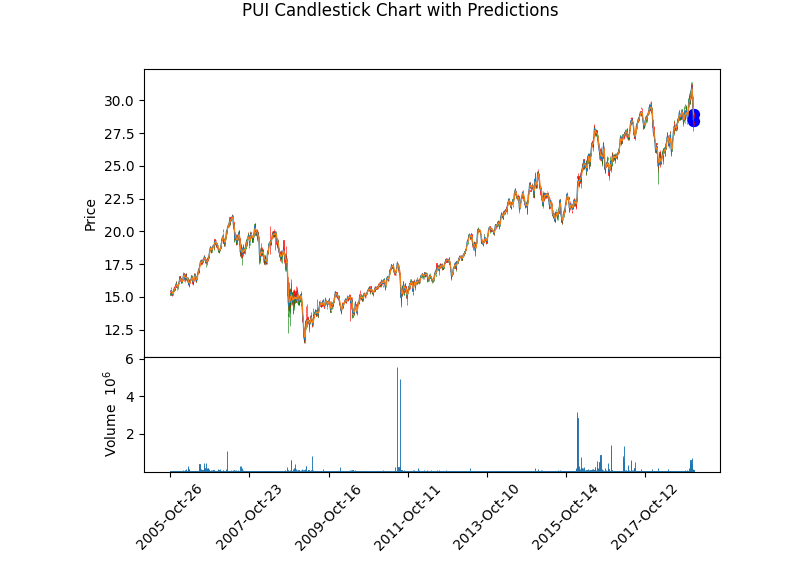 PUI Candlestick Chart with Predictions
Price
30.0
27.5
25.0
22.5
20.0
17.5
15.0
12.5
Volume 10^6
6
4
2
2005-Oct-26
2007-Oct-23
2009-Oct-16
2011-Oct-11
2013-Oct-10
2015-Oct-14
2017-Oct-12